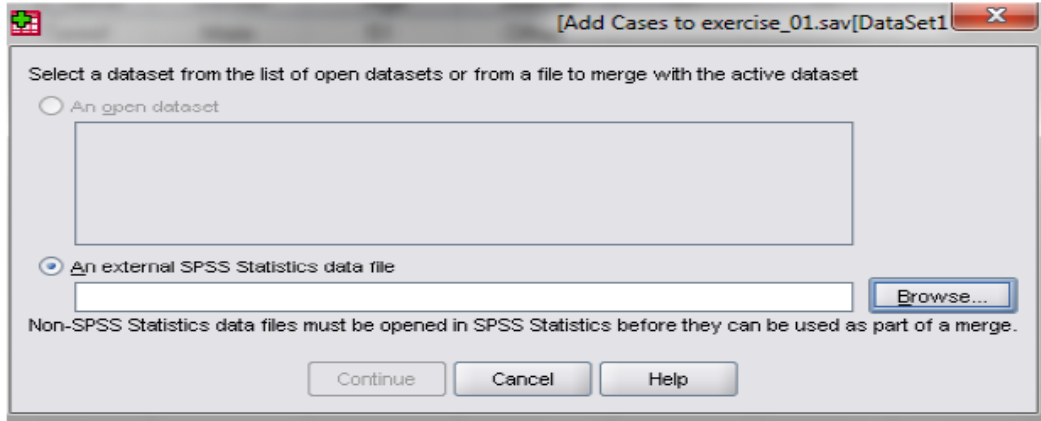 [Add Cases to exercise_01.sav[DataSet1
Select a dataset from the list of open datasets or from a file to merge with the active dataset
An open dataset
An external SPSS Statistics data file
Browse...
Non-SPSS Statistics data files must be opened in SPSS Statistics before they can be used as part of a merge.
Continue
Cancel
Help